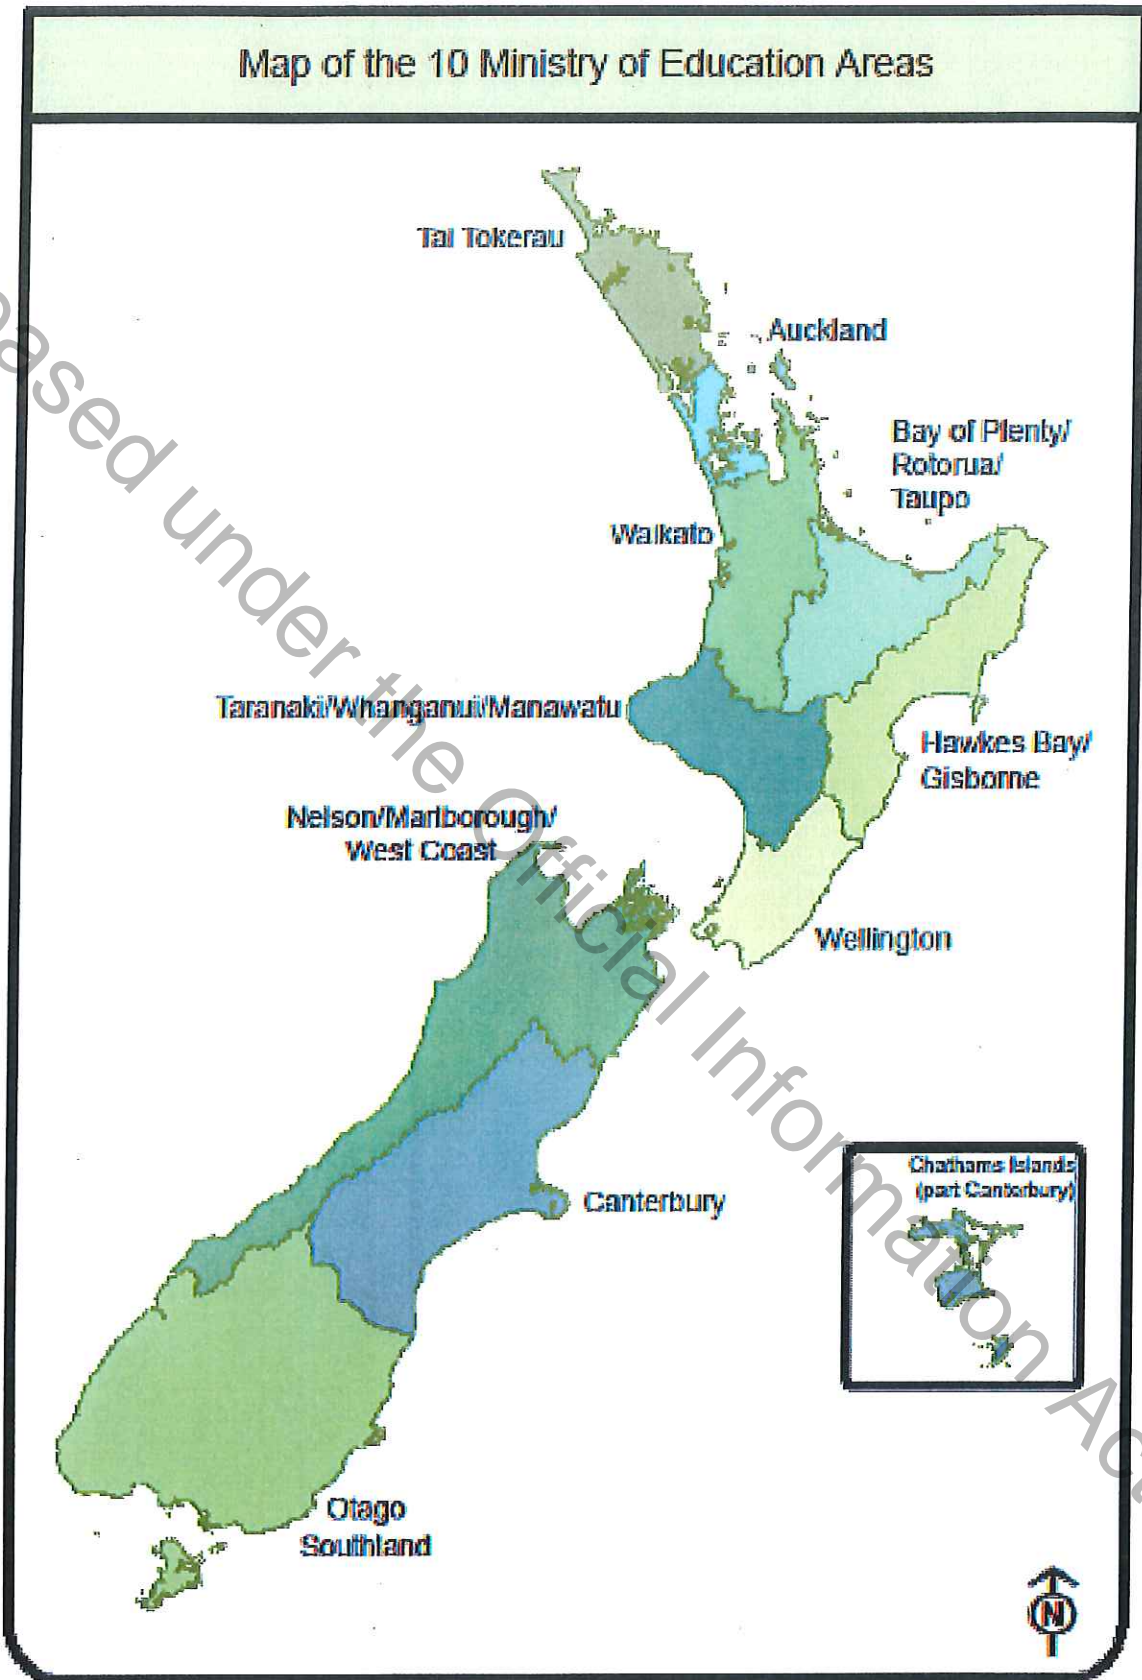 Map of the 10 Ministry of Education Areas
Tai Tokerau
Auckland
Bay of Plenty/
Rotorua/
Taupo
Waikato
Taranaki/Whanganui/Manawatu
Hawkes Bay/
Gisborne
Nelson/Marlborough/
West Coast
Wellington
Chathams Islands
(part Canterbury)
Canterbury
Otago
Southland
N
under the Official Information Act